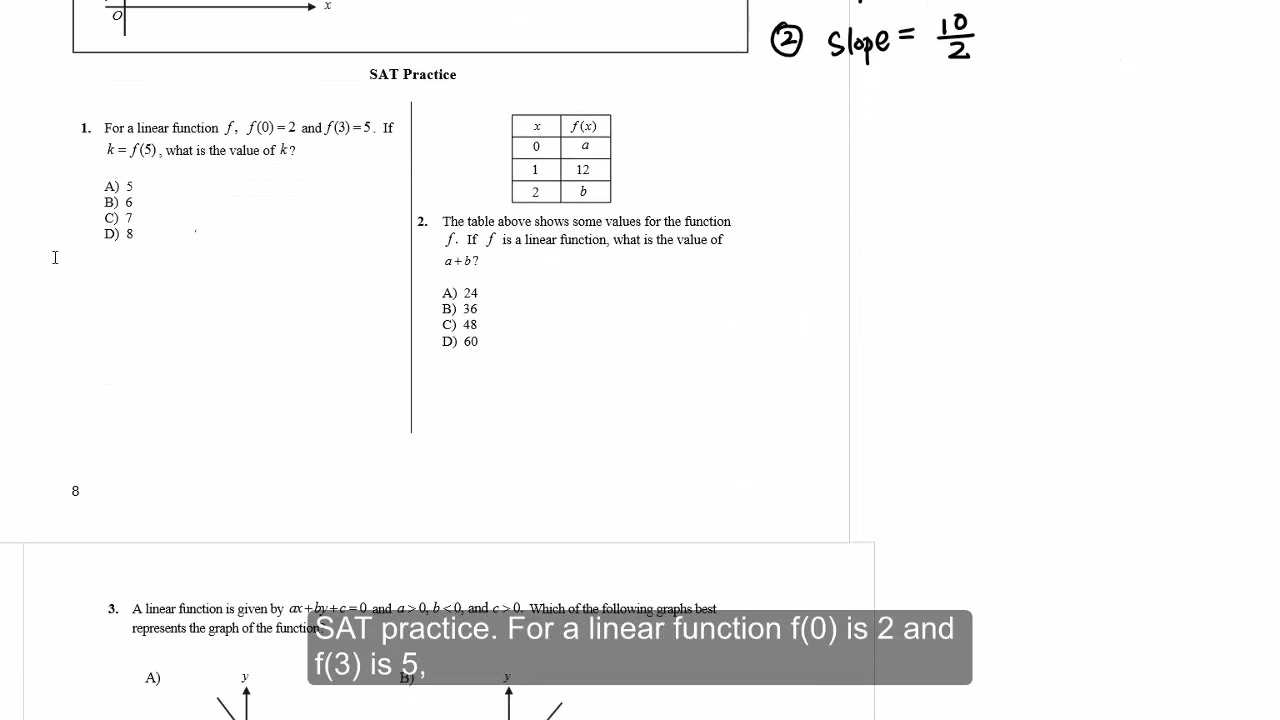 O
x
② slope = 10/2
SAT Practice
1. For a linear function f, f(0)=2 and f(3)=5. If
k=f(5), what is the value of k?
A) 5
B) 6
C) 7
D) 8
x f(x)
0 a
1 12
2 b
2. The table above shows some values for the function
f. If f is a linear function, what is the value of
a+b?
A) 24
B) 36
C) 48
D) 60
8
3. A linear function is given by ax+by+c=0 and a>0, b<0, and c>0. Which of the following graphs best
represents the graph of the function
SAT practice. For a linear function f(0) is 2 and
f(3) is 5,
A)
y
B)
y